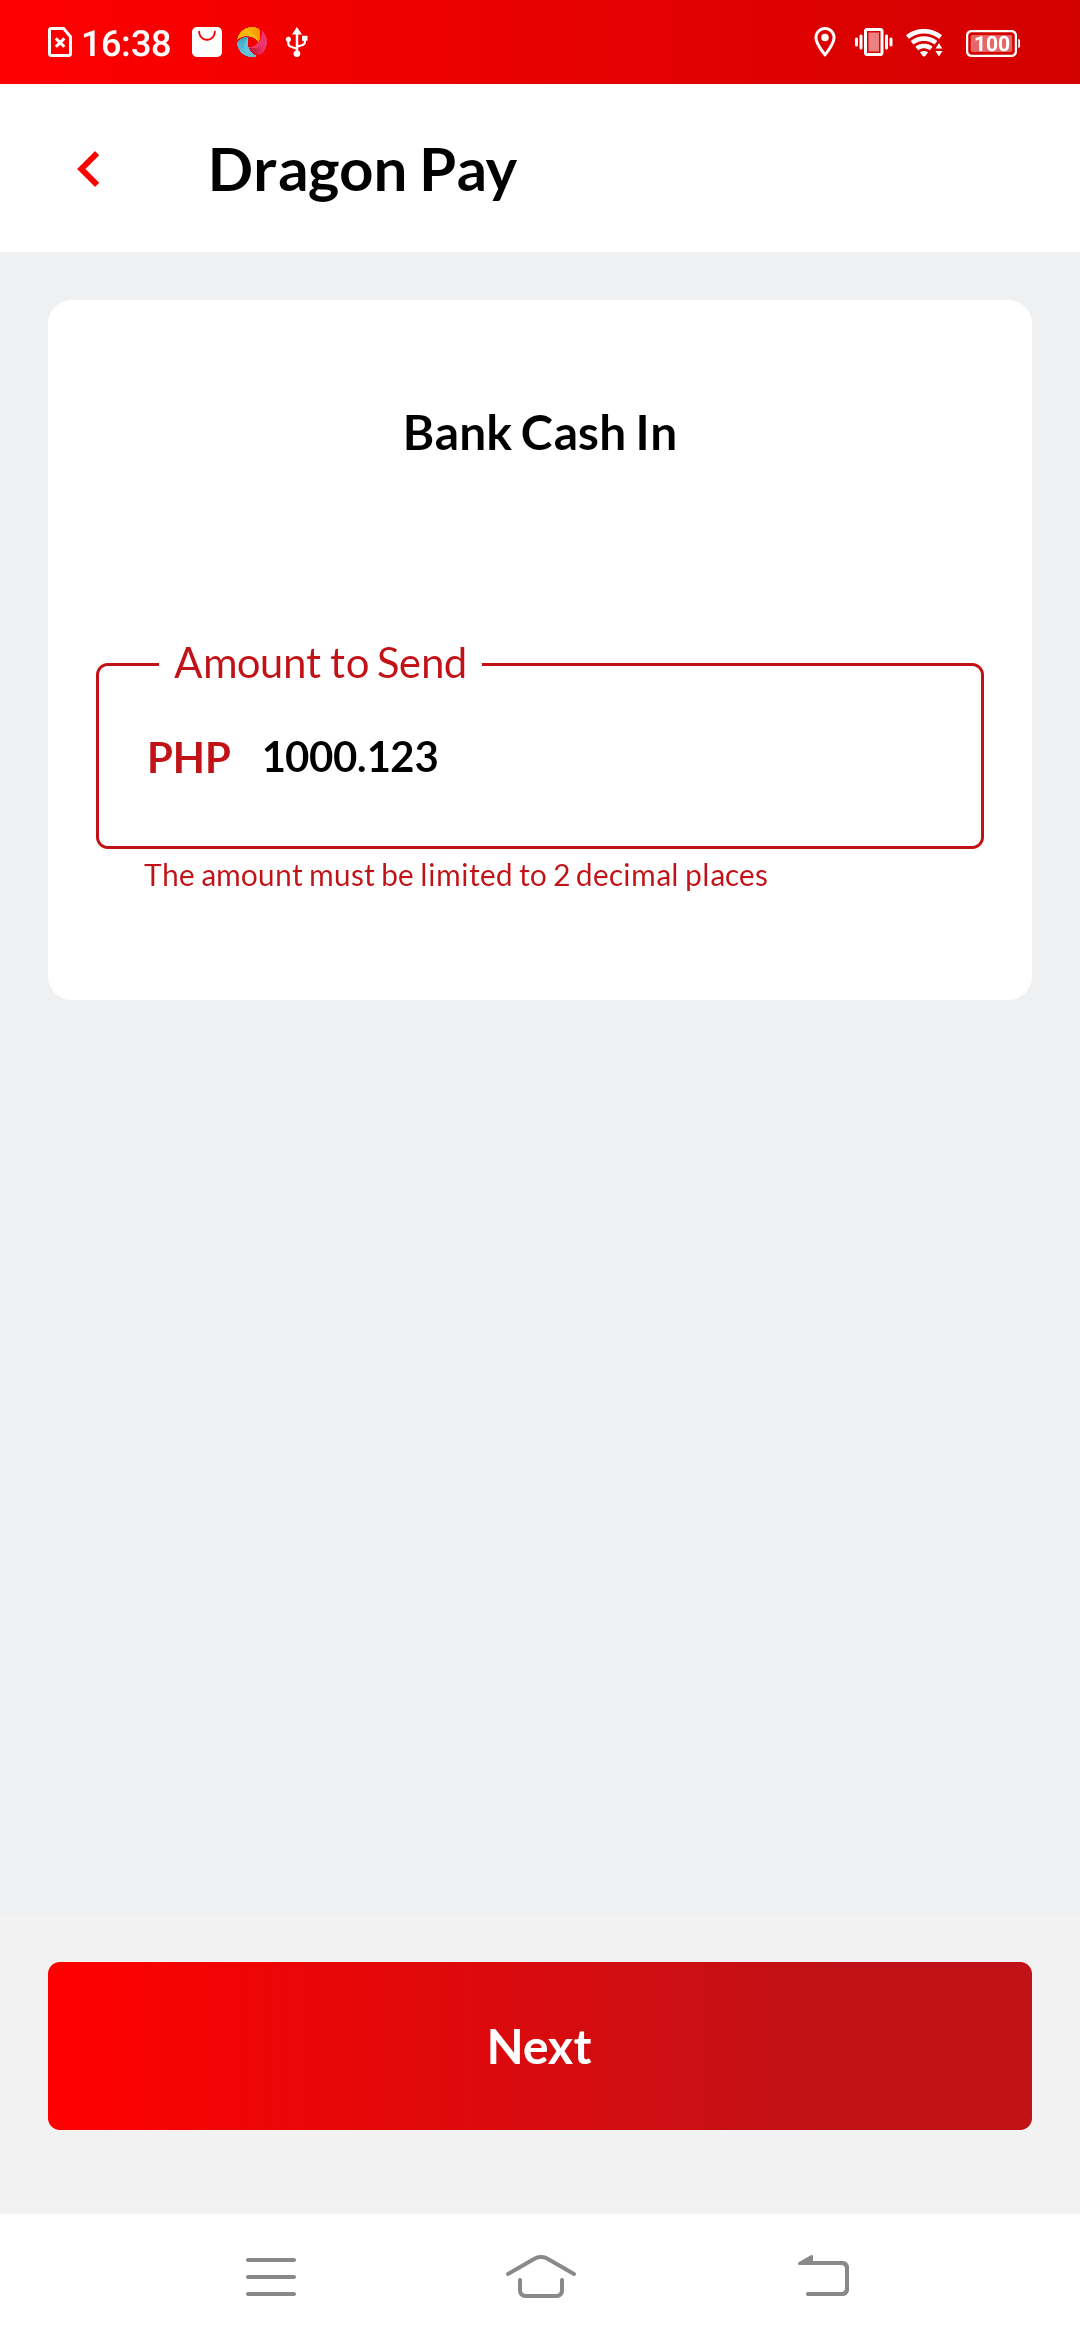 16:38
100
Dragon Pay
Bank Cash In
Amount to Send
PHP 1000.123
The amount must be limited to 2 decimal places
Next